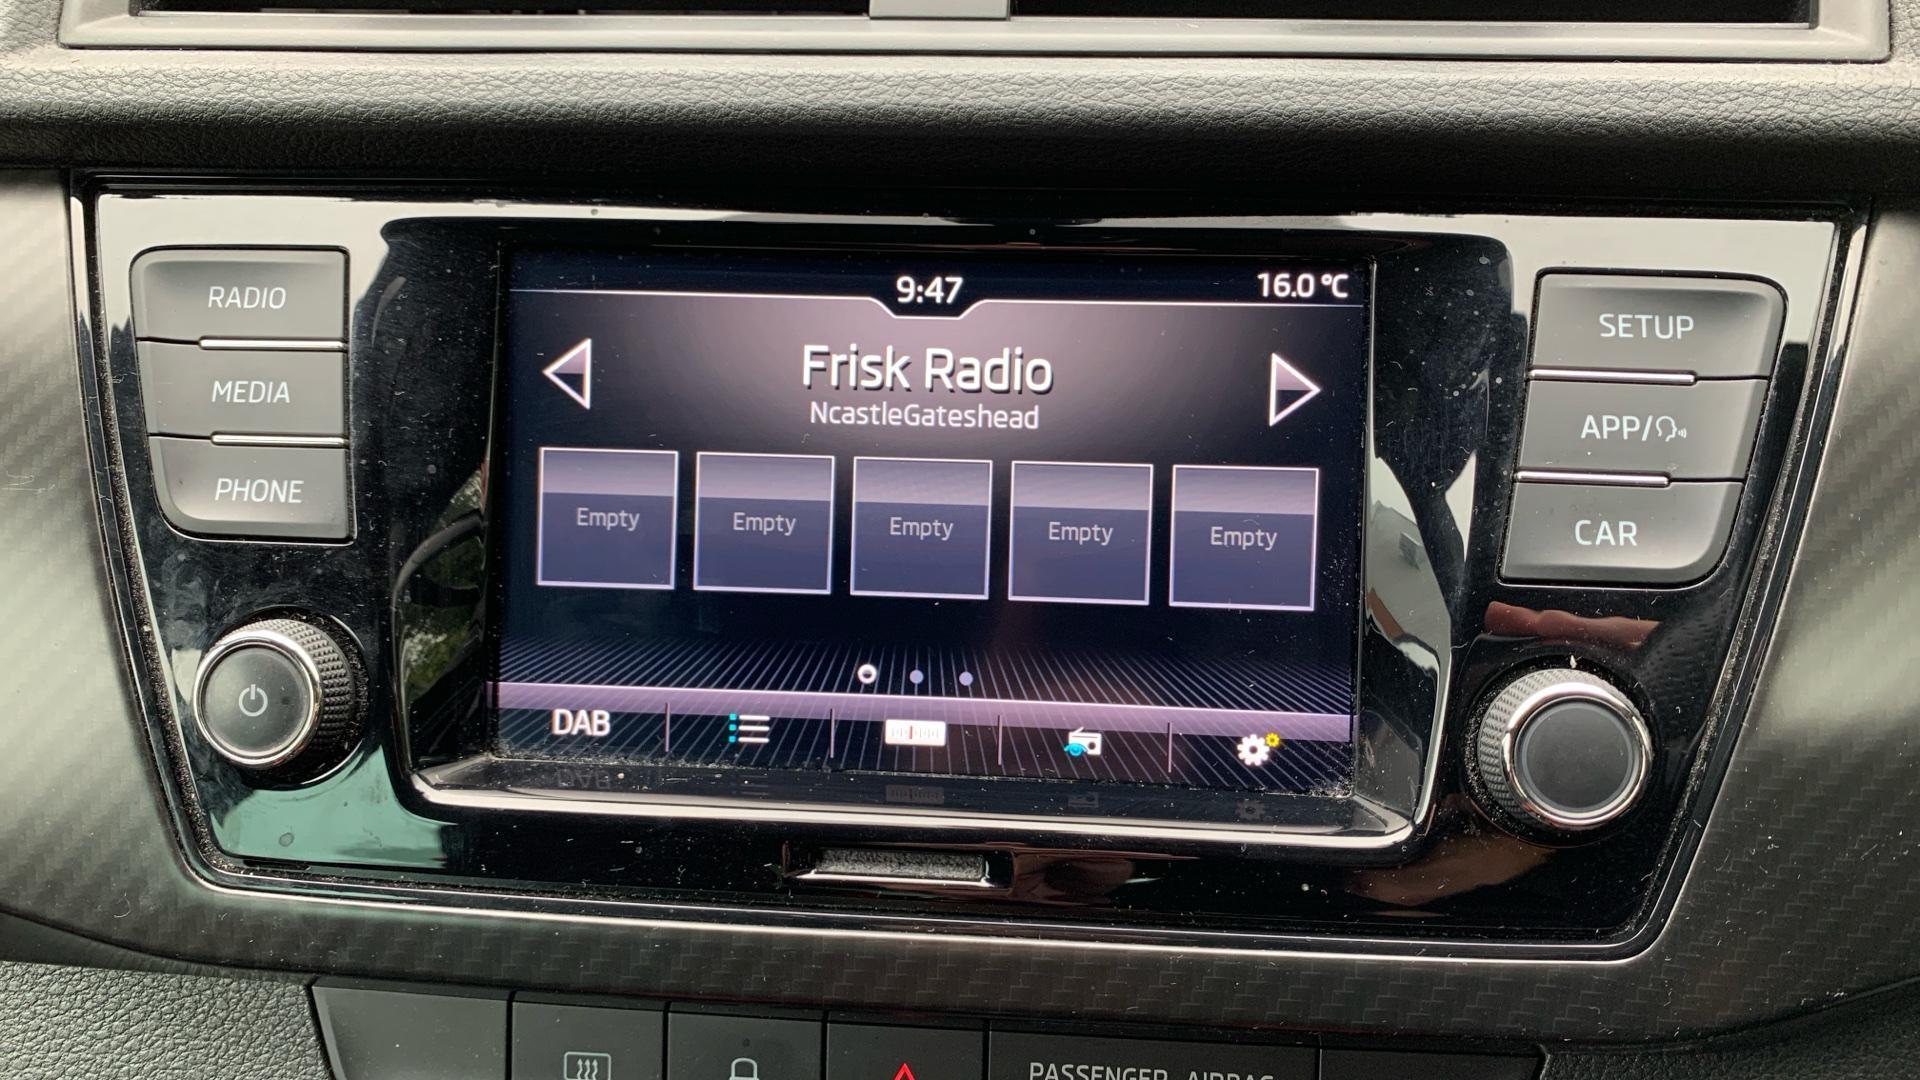 9:47
16.0 °C
RADIO
MEDIA
PHONE
Frisk Radio
NcastleGateshead
Empty
Empty
Empty
Empty
Empty
DAB
SETUP
APP/
CAR
PASSENGER AIRBAG